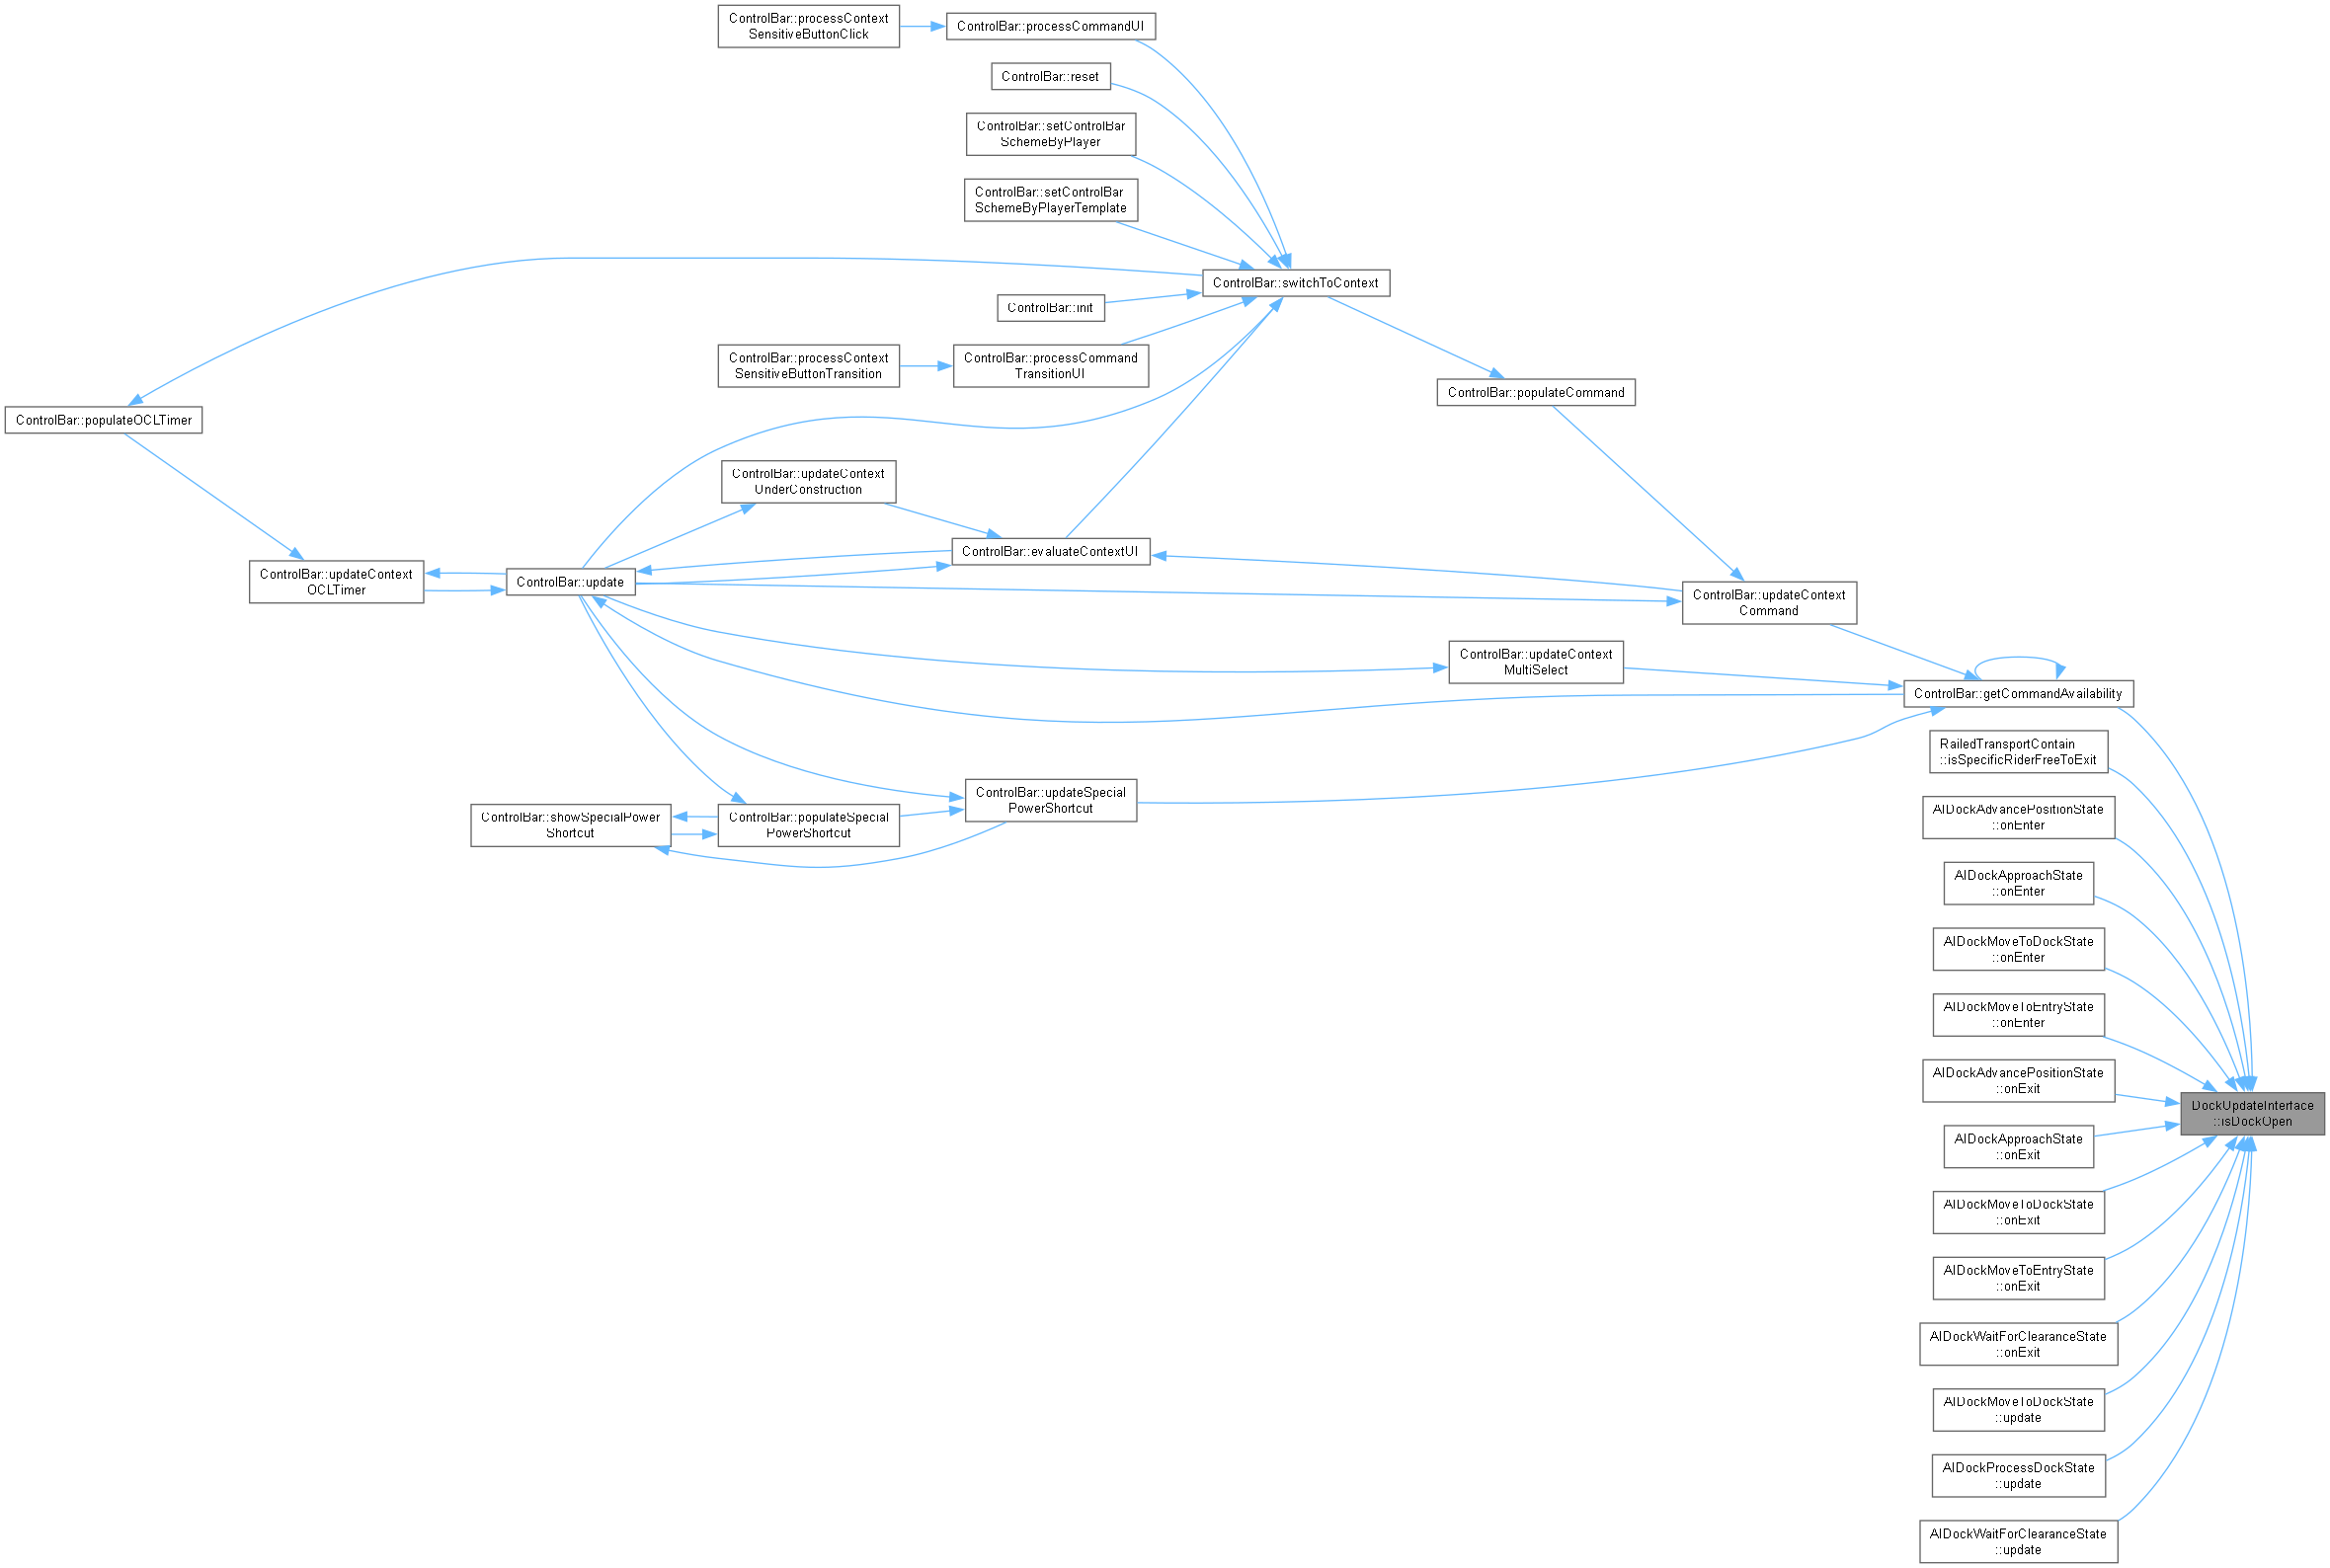 ControlBar::processContext
SensitiveButtonClick
ControlBar::processCommandUI
ControlBar::reset
ControlBar::setControlBar
SchemeByPlayer
ControlBar::setControlBar
SchemeByPlayerTemplate
ControlBar::switchToContext
ControlBar::init
ControlBar::processContext
SensitiveButtonTransition
ControlBar::processCommand
TransitionUI
ControlBar::populateCommand
ControlBar::populateOCLTimer
ControlBar::updateContext
UnderConstruction
ControlBar::evaluateContextUI
ControlBar::updateContext
OCLTimer
ControlBar::update
ControlBar::updateContext
Command
ControlBar::updateContext
MultiSelect
ControlBar::getCommandAvailability
RailedTransportContain
::isSpecificRiderFreeToExit
ControlBar::showSpecialPower
Shortcut
ControlBar::populateSpecial
PowerShortcut
ControlBar::updateSpecial
PowerShortcut
AIDockAdvancePositionState
::onEnter
AIDockApproachState
::onEnter
AIDockMoveToDockState
::onEnter
AIDockMoveToEntryState
::onEnter
AIDockAdvancePositionState
::onExit
DockUpdateInterface
::isDockOpen
AIDockApproachState
::onExit
AIDockMoveToDockState
::onExit
AIDockMoveToEntryState
::onExit
AIDockWaitForClearanceState
::onExit
AIDockMoveToDockState
::update
AIDockProcessDockState
::update
AIDockWaitForClearanceState
::update